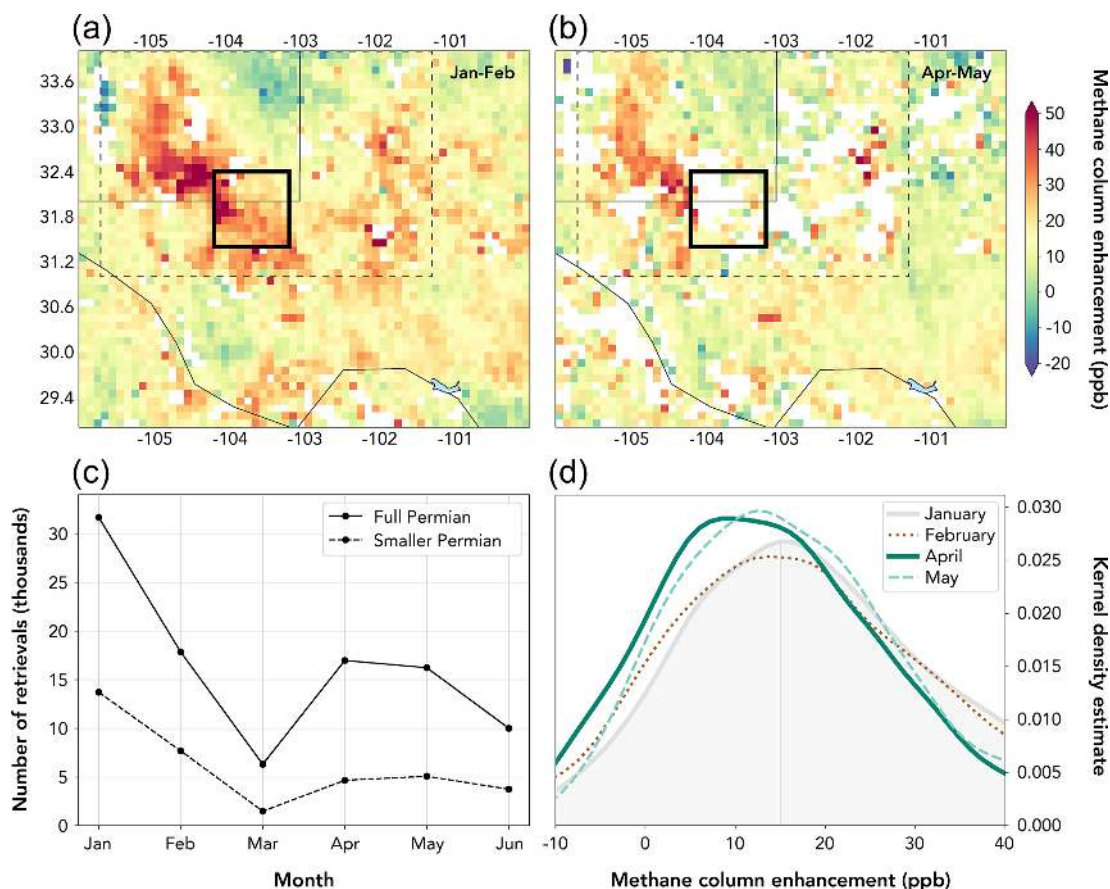 (a)
-105 -104 -103 -102 -101
Jan-Feb
33.6
33.0
32.4
31.8
31.2
30.6
30.0
29.4
-105 -104 -103 -102 -101
(b)
-105 -104 -103 -102 -101
Apr-May
-105 -104 -103 -102 -101
50
40
30
20
10
0
-10
-20
Methane column enhancement (ppb)
(c)
Number of retrievals (thousands)
30
25
20
15
10
5
0
Full Permian
Smaller Permian
Jan Feb Mar Apr May Jun
Month
(d)
January
February
April
May
0.030
0.025
0.020
0.015
0.010
0.005
0.000
Kernel density estimate
-10 0 10 20 30 40
Methane column enhancement (ppb)